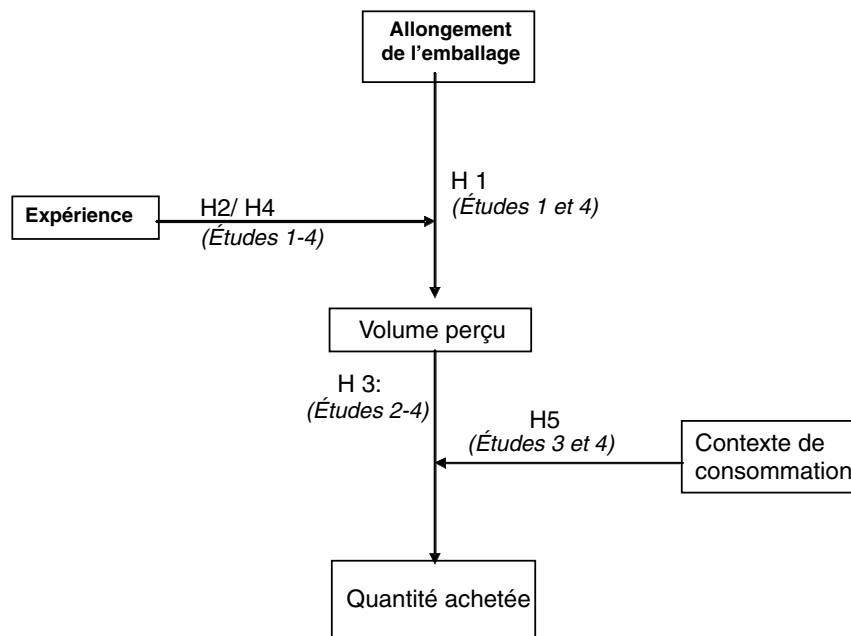 Allongement
de l'emballage
H 1
(Études 1 et 4)
Expérience
H2/ H4
(Études 1-4)
Volume perçu
H 3:
(Études 2-4)
H5
(Études 3 et 4)
Contexte de
consommation
Quantité achetée